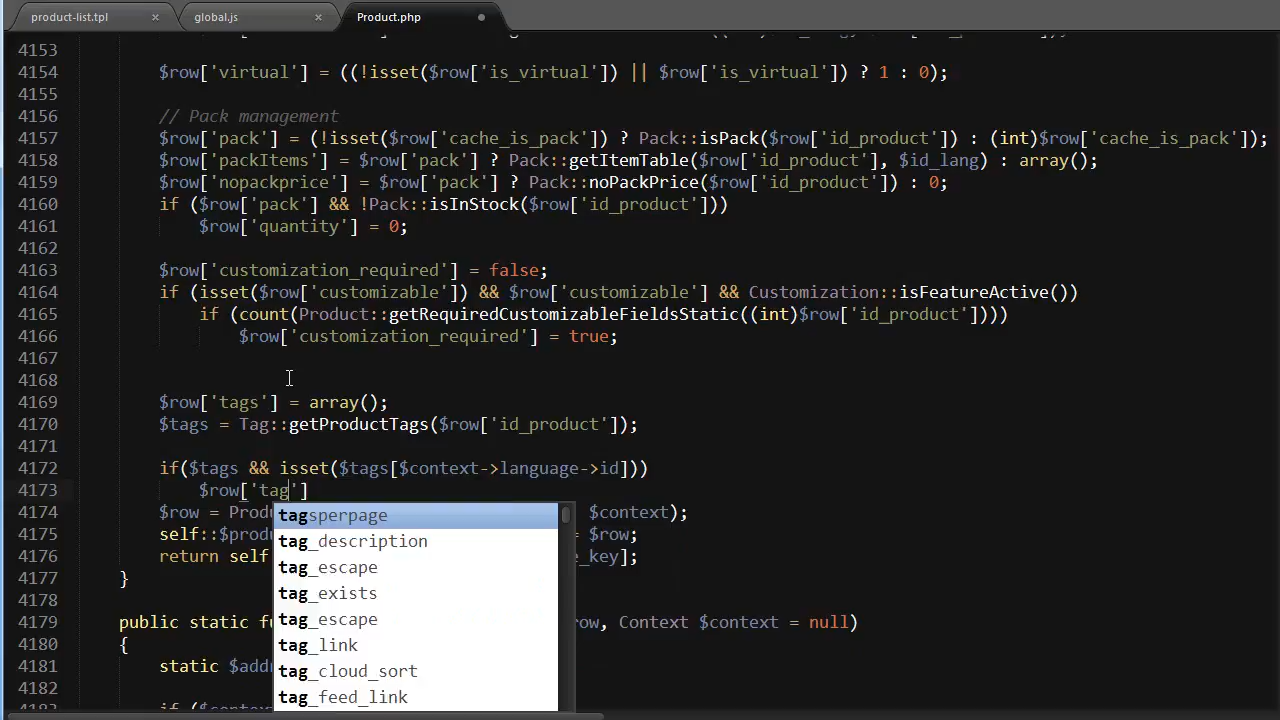 product-list.tpl × global.js × Product.php
4153
4154 $row['virtual'] = ((!isset($row['is_virtual']) || $row['is_virtual']) ? 1 : 0);
4155
4156 // Pack management
4157 $row['pack'] = (!isset($row['cache_is_pack']) ? Pack::isPack($row['id_product']) : (int)$row['cache_is_pack']);
4158 $row['packItems'] = $row['pack'] ? Pack::getItemTable($row['id_product'], $id_lang) : array();
4159 $row['nopackprice'] = $row['pack'] ? Pack::noPackPrice($row['id_product']) : 0;
4160 if ($row['pack'] && !Pack::isInStock($row['id_product']))
4161 $row['quantity'] = 0;
4162
4163 $row['customization_required'] = false;
4164 if (isset($row['customizable']) && $row['customizable'] && Customization::isFeatureActive())
4165 if (count(Product::getRequiredCustomizableFieldsStatic((int)$row['id_product'])))
4166 $row['customization_required'] = true;
4167
4168
4169 $row['tags'] = array();
4170 $tags = Tag::getProductTags($row['id_product']);
4171
4172 if($tags && isset($tags[$context->language->id]))
4173 $row['tag']
tagsperpage
4174 $row = Produ $context);
4175 self::$produ = $row;
tag_description
4176 return self e_key];
tag_escape
4177 }
tag_exists
4178
4179 public static fu row, Context $context = null)
tag_escape
4180 {
tag_link
4181 static $addr
tag_cloud_sort
4182
tag_feed_link